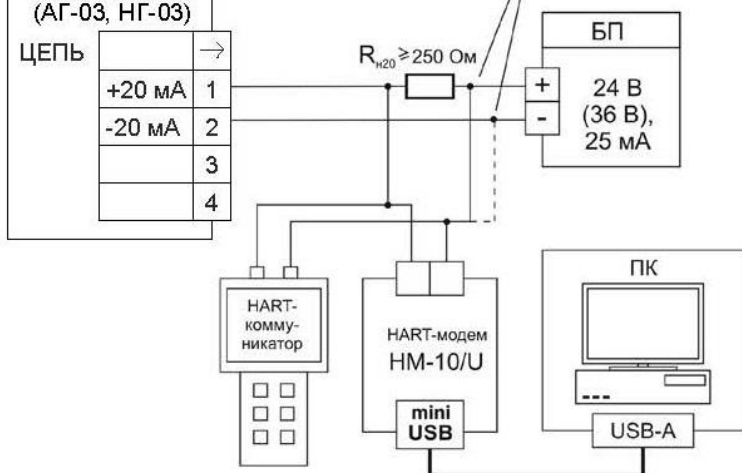 (АГ-03, НГ-03)
ЦЕПЬ
→
+20 мА 1
-20 мА 2
3
4
Rн20 ⩾ 250 Ом
БП
+
-
24 В
(36 В),
25 мА
HART-
комму-
никатор
HART-модем
HM-10/U
mini
USB
ПК
USB-A